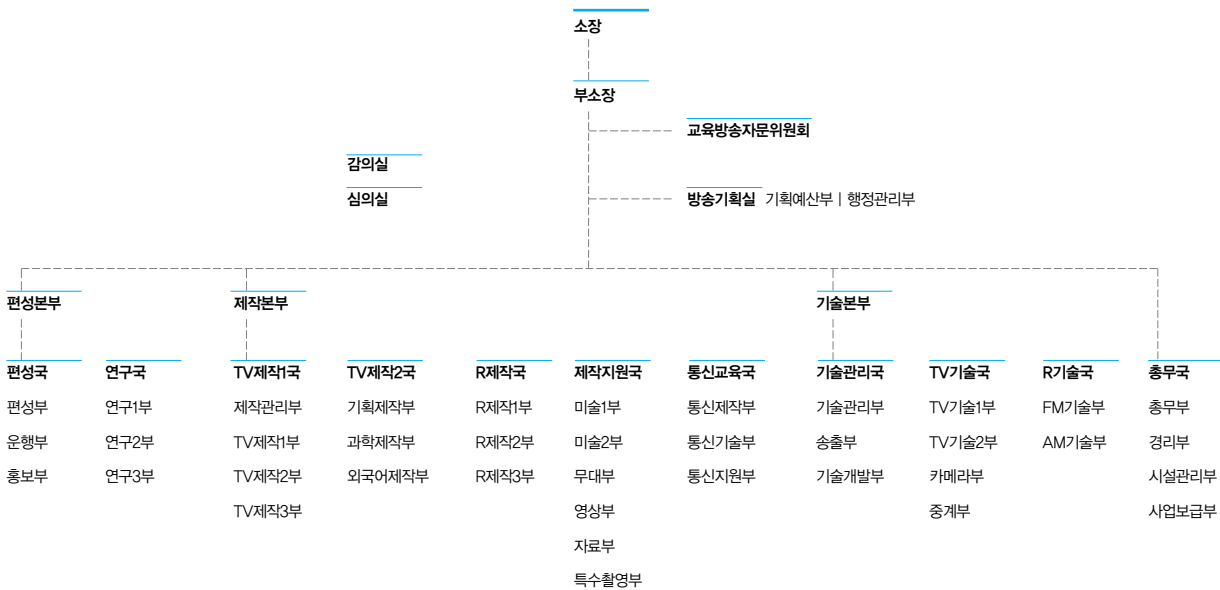 소장
부소장
교육방송자문위원회
감의실
심의실
방송기획실 기획예산부 | 행정관리부
편성본부 제작본부 기술본부
편성국 연구국 TV제작1국 TV제작2국 R제작국 제작지원국 통신교육국 기술관리국 TV기술국 R기술국 총무국
편성부 연구1부 제작관리부 기획제작부 R제작1부 미술1부 통신제작부 기술관리부 TV기술1부 FM기술부 총무부
운행부 연구2부 TV제작1부 과학제작부 R제작2부 미술2부 통신기술부 송출부 TV기술2부 AM기술부 경리부
홍보부 연구3부 TV제작2부 외국어제작부 R제작3부 무대부 통신지원부 기술개발부 카메라부 시설관리부
TV제작3부 영상부 중계부 사업보급부
자료부
특수촬영부